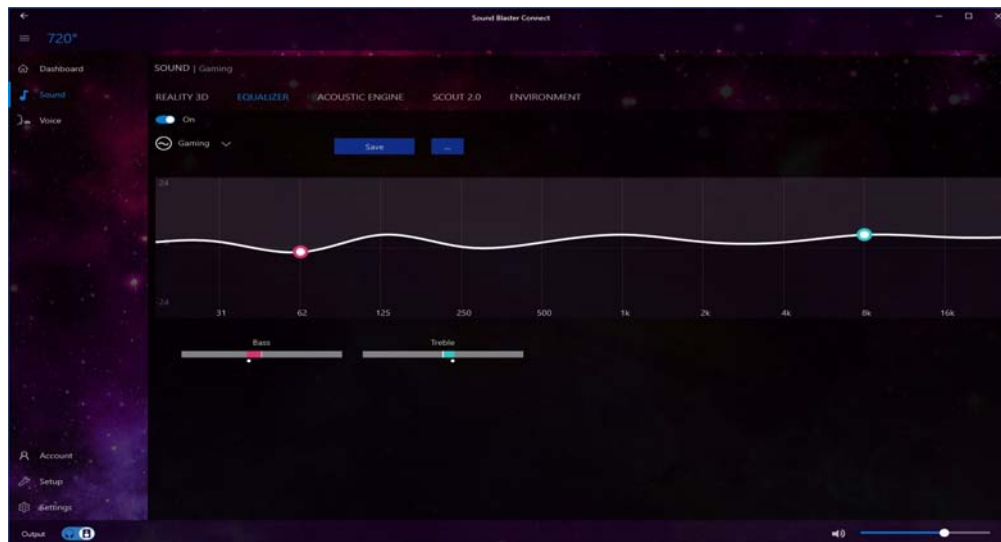 Sound Blaster Connect
720°
Dashboard
Sound
Voice
SOUND | Gaming
REALITY 3D EQUALIZER ACOUSTIC ENGINE SCOUT 2.0 ENVIRONMENT
On
Gaming
Save ...
-24
-24
31 62 125 250 500 1k 2k 4k 8k 16k
Bass Treble
Account
Setup
Settings
Output